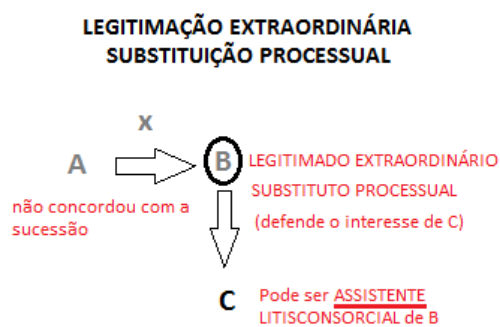 LEGITIMAÇÃO EXTRAORDINÁRIA
SUBSTITUIÇÃO PROCESSUAL
x
A
B
LEGITIMADO EXTRAORDINÁRIO
SUBSTITUTO PROCESSUAL
(defende o interesse de C)
não concordou com a
sucessão
C
Pode ser ASSISTENTE
LITISCONSORCIAL de B